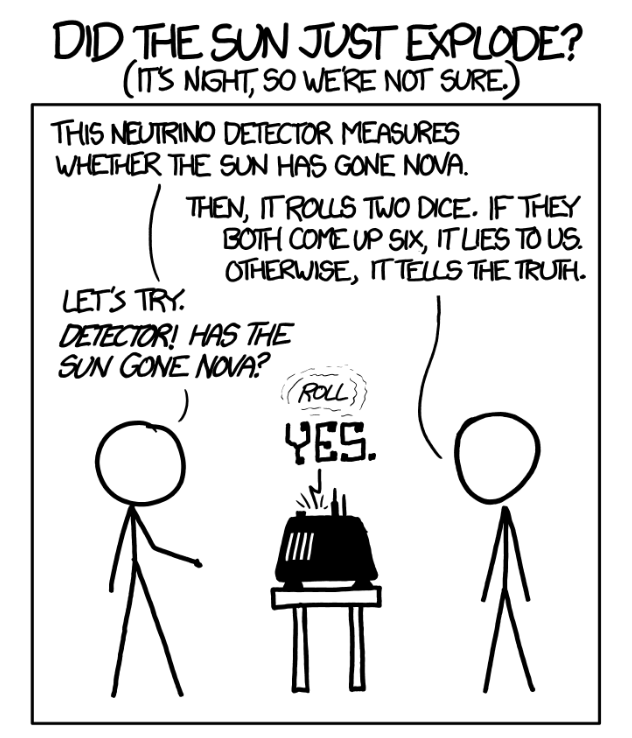 DID THE SUN JUST EXPLODE?
(IT'S NIGHT, SO WE'RE NOT SURE.)
THIS NEUTRINO DETECTOR MEASURES
WHETHER THE SUN HAS GONE NOVA.
THEN, IT ROLLS TWO DICE. IF THEY
BOTH COME UP SIX, IT LIES TO US.
OTHERWISE, IT TELLS THE TRUTH.
LET'S TRY.
DETECTOR! HAS THE
SUN GONE NOVA?
ROLL
YES.